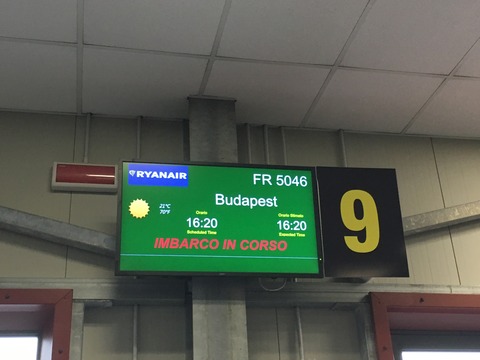 RYANAIR
FR 5046
Budapest
21°C
70°F
Orario
16:20
Scheduled Time
Orario Stimato
16:20
Expected Time
IMBARCO IN CORSO
9